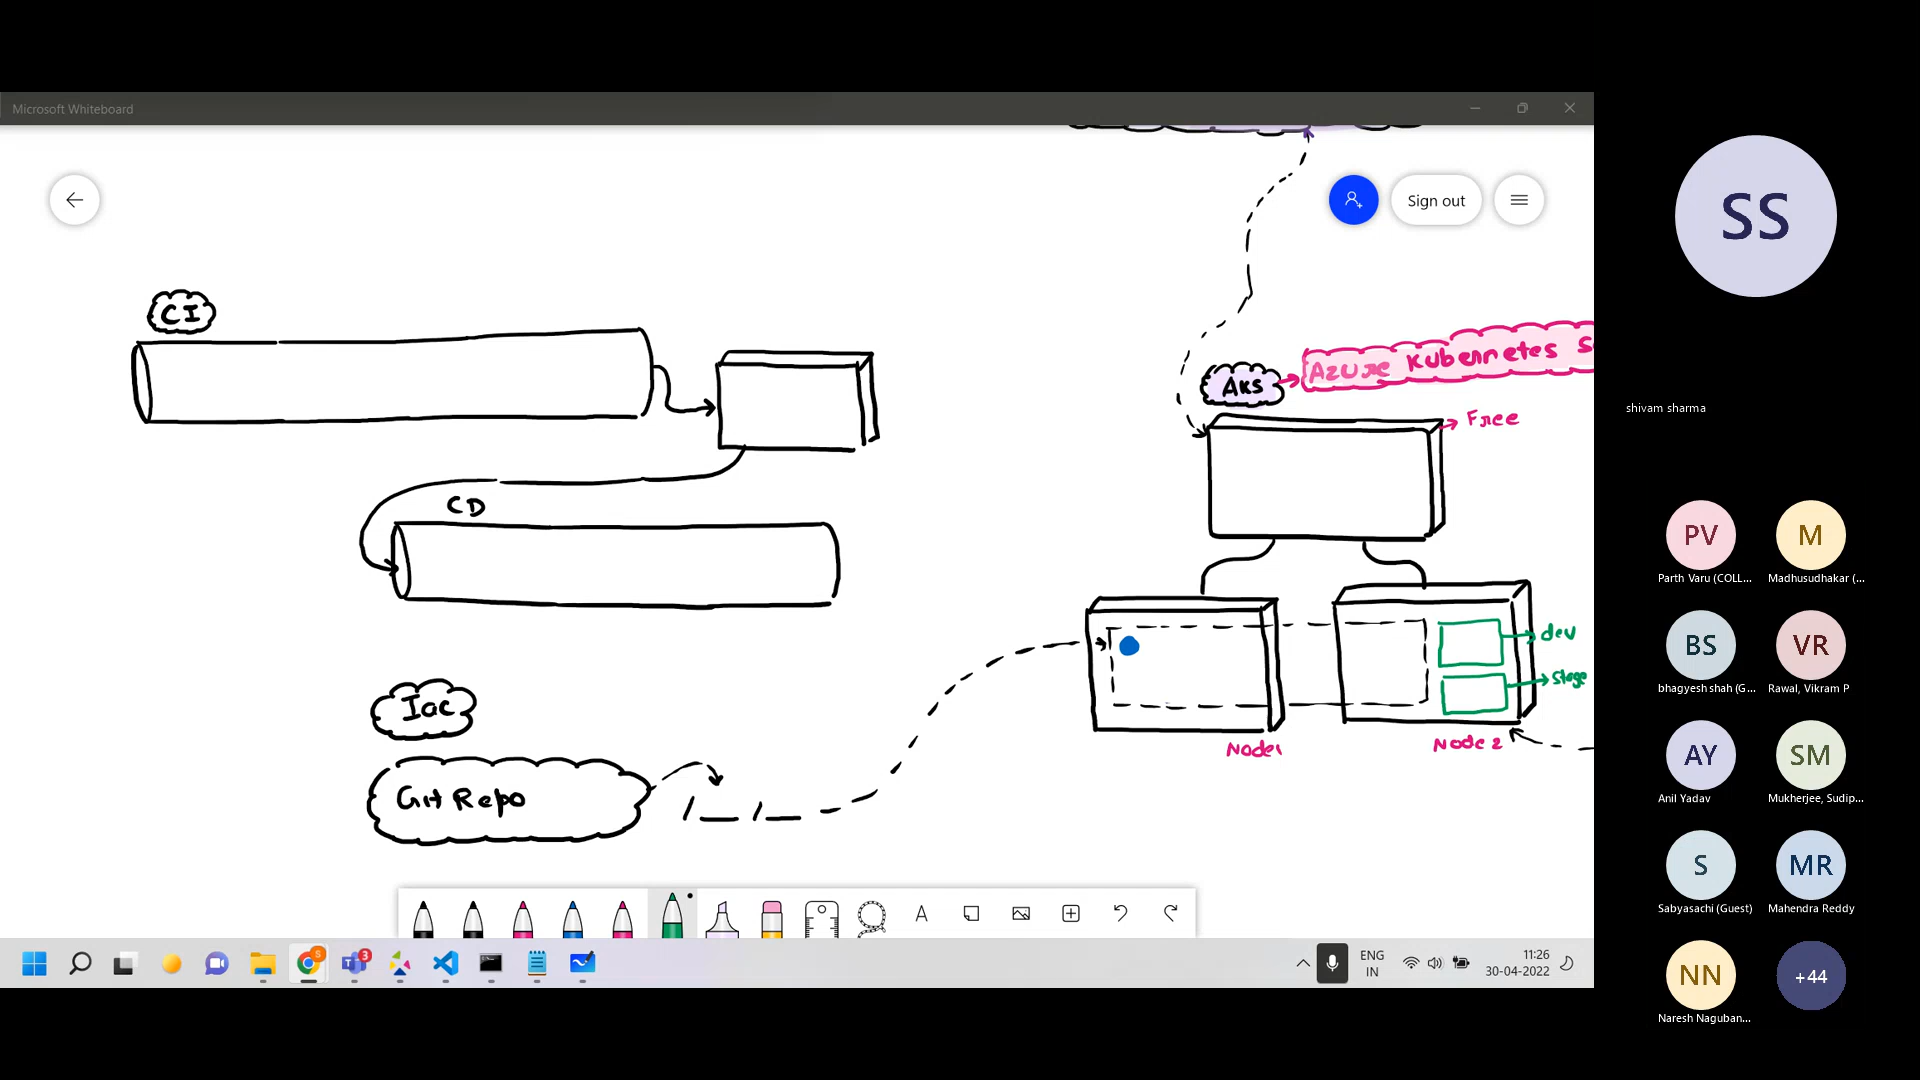 Microsoft Whiteboard
Sign out
CI
CD
Iac
Git Repo
Aks
Azure Kubernetes S
Free
dev
stage
Node1
Node 2
A
ENG
IN
11:26
30-04-2022
S
3
SS
shivam sharma
PV
Parth Varu (COLL...
M
Madhusudhakar (...
BS
bhagyesh shah (G...
VR
Rawal, Vikram P
AY
Anil Yadav
SM
Mukherjee, Sudip...
S
Sabyasachi (Guest)
MR
Mahendra Reddy
NN
Naresh Naguban...
+44